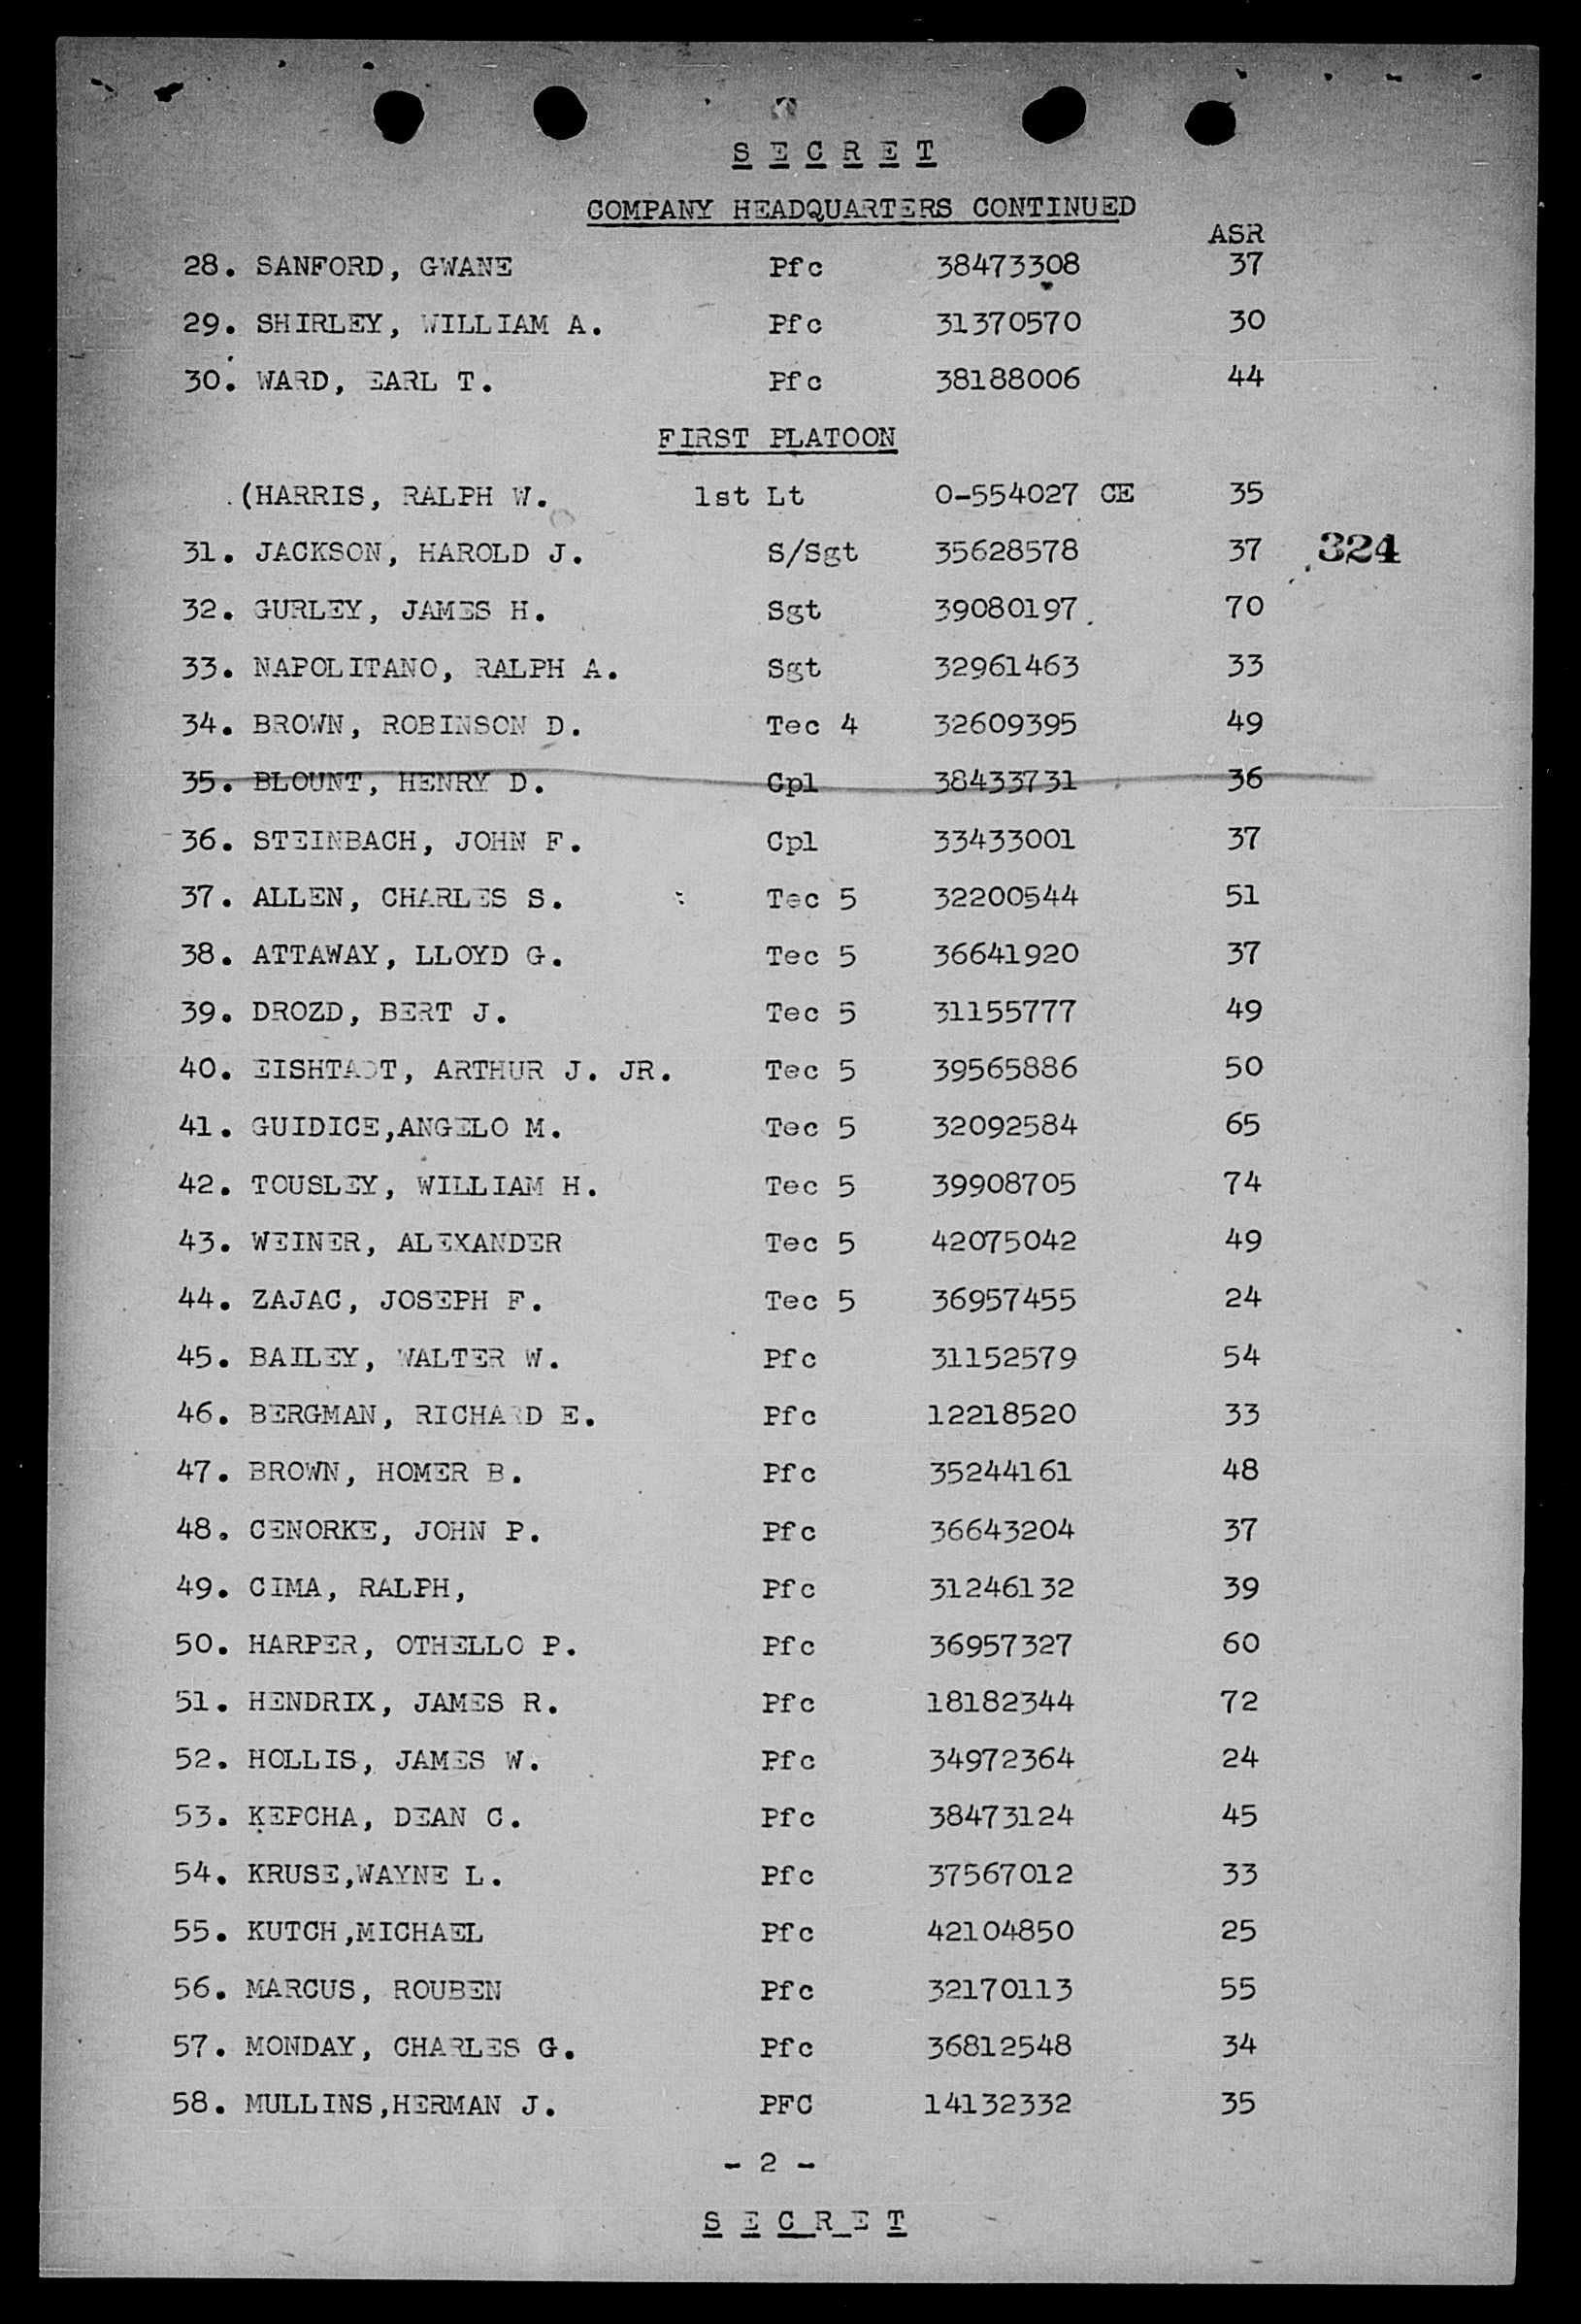 S E C R E T
COMPANY HEADQUARTERS CONTINUED
ASR
28. SANFORD, GWANE Pfc 38473308 37
29. SHIRLEY, WILLIAM A. Pfc 31370570 30
30. WARD, EARL T. Pfc 38188006 44
FIRST PLATOON
(HARRIS, RALPH W. 1st Lt O-554027 CE 35
31. JACKSON, HAROLD J. S/Sgt 35628578 37 324
32. GURLEY, JAMES H. Sgt 39080197 70
33. NAPOLITANO, RALPH A. Sgt 32961463 33
34. BROWN, ROBINSON D. Tec 4 32609395 49
35. BLOUNT, HENRY D. Cpl 38433731 36
36. STEINBACH, JOHN F. Cpl 33433001 37
37. ALLEN, CHARLES S. Tec 5 32200544 51
38. ATTAWAY, LLOYD G. Tec 5 36641920 37
39. DROZD, BERT J. Tec 5 31155777 49
40. EISHTADT, ARTHUR J. JR. Tec 5 39565886 50
41. GUIDICE,ANGELO M. Tec 5 32092584 65
42. TOUSLEY, WILLIAM H. Tec 5 39908705 74
43. WEINER, ALEXANDER Tec 5 42075042 49
44. ZAJAC, JOSEPH F. Tec 5 36957455 24
45. BAILEY, WALTER W. Pfc 31152579 54
46. BERGMAN, RICHARD E. Pfc 12218520 33
47. BROWN, HOMER B. Pfc 35244161 48
48. CENORKE, JOHN P. Pfc 36643204 37
49. CIMA, RALPH, Pfc 31246132 39
50. HARPER, OTHELLO P. Pfc 36957327 60
51. HENDRIX, JAMES R. Pfc 18182344 72
52. HOLLIS, JAMES W. Pfc 34972364 24
53. KEPCHA, DEAN C. Pfc 38473124 45
54. KRUSE,WAYNE L. Pfc 37567012 33
55. KUTCH,MICHAEL Pfc 42104850 25
56. MARCUS, ROUBEN Pfc 32170113 55
57. MONDAY, CHARLES G. Pfc 36812548 34
58. MULLINS,HERMAN J. PFC 14132332 35
- 2 -
S E C R E T